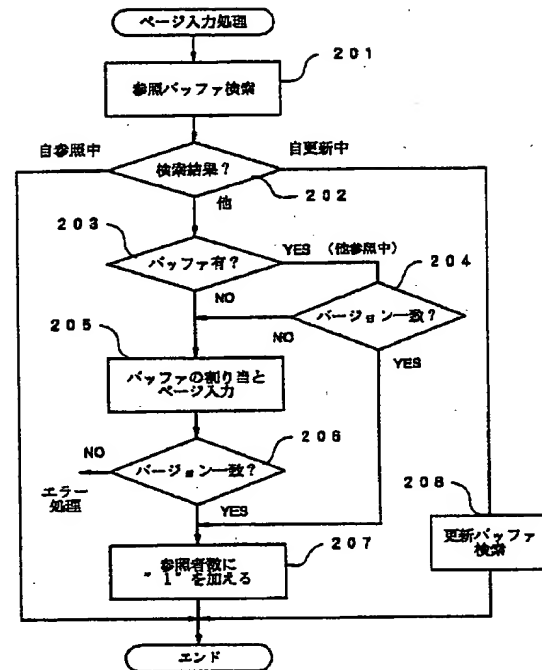 ページ入力処理
201
参照バッファ検索
自参照中
自更新中
検索結果?
202
他
203
YES (他参照中)
バッファ有?
204
NO
バージョン一致?
205
NO
YES
バッファの割り当と
ページ入力
206
NO
バージョン一致?
エラー
処理
YES
208
207
更新バッファ
検索
参照者数に
"1"を加える
エンド